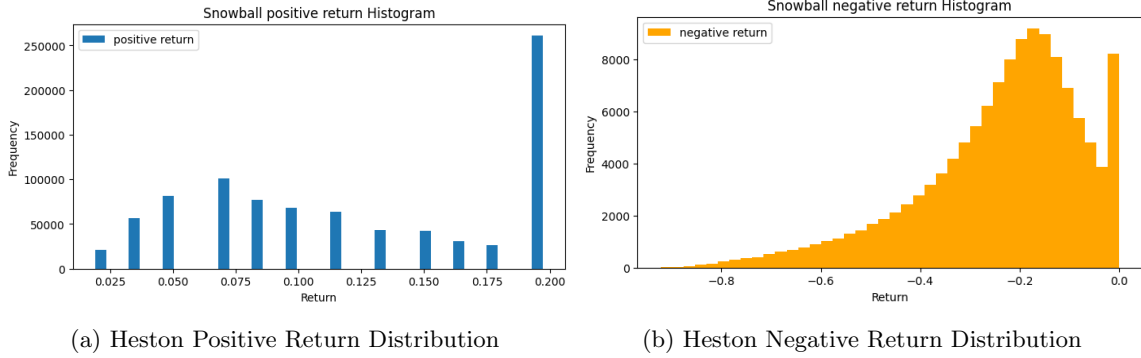 Snowball positive return Histogram
positive return
Frequency
250000
200000
150000
100000
50000
0
0.025
0.050
0.075
0.100
0.125
0.150
0.175
0.200
Return
(a) Heston Positive Return Distribution
Snowball negative return Histogram
negative return
Frequency
8000
6000
4000
2000
0
−0.8
−0.6
−0.4
−0.2
0.0
Return
(b) Heston Negative Return Distribution